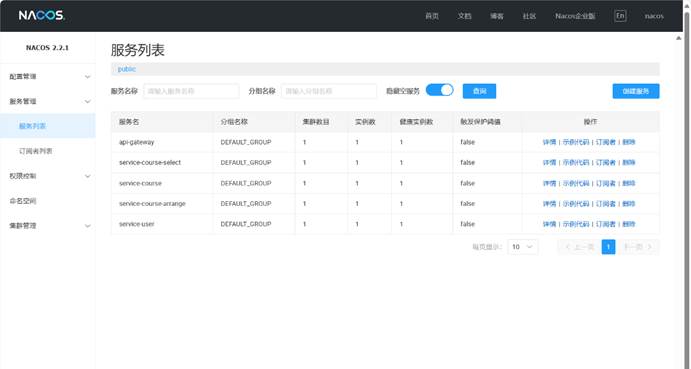 NACOS. 首页 文档 博客 社区 Nacos企业版 En nacos
NACOS 2.2.1
配置管理
服务管理
服务列表
订阅者列表
权限控制
命名空间
集群管理
服务列表
public
服务名称 请输入服务名称 分组名称 请输入分组名称 隐藏空服务 查询 创建服务
服务名 分组名称 集群数目 实例数 健康实例数 触发保护阈值 操作
api-gateway DEFAULT_GROUP 1 1 1 false 详情 | 示例代码 | 订阅者 | 删除
service-course-select DEFAULT_GROUP 1 1 1 false 详情 | 示例代码 | 订阅者 | 删除
service-course DEFAULT_GROUP 1 1 1 false 详情 | 示例代码 | 订阅者 | 删除
service-course-arrange DEFAULT_GROUP 1 1 1 false 详情 | 示例代码 | 订阅者 | 删除
service-user DEFAULT_GROUP 1 1 1 false 详情 | 示例代码 | 订阅者 | 删除
每页显示: 10 上一页 1 下一页